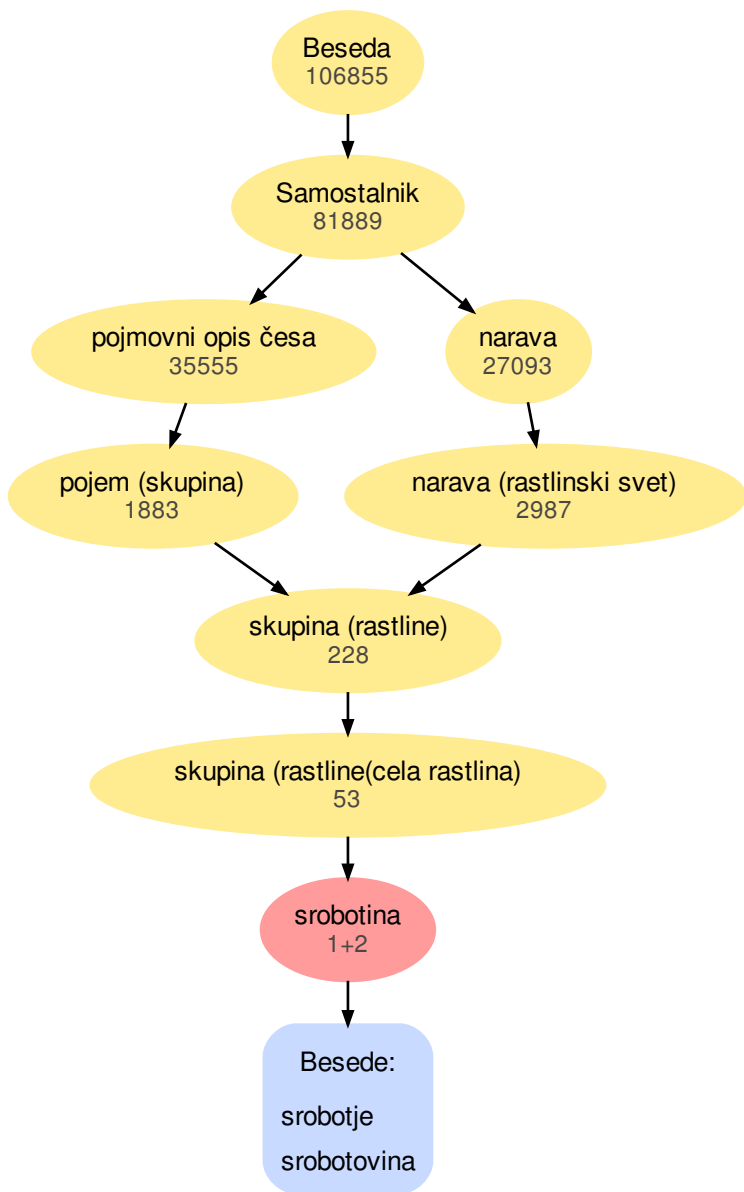 Beseda
106855
Samostalnik
81889
pojmovni opis česa
35555
narava
27093
pojem (skupina)
1883
narava (rastlinski svet)
2987
skupina (rastline)
228
skupina (rastline(cela rastlina)
53
srobotina
1+2
Besede:
srobotje
srobotovina